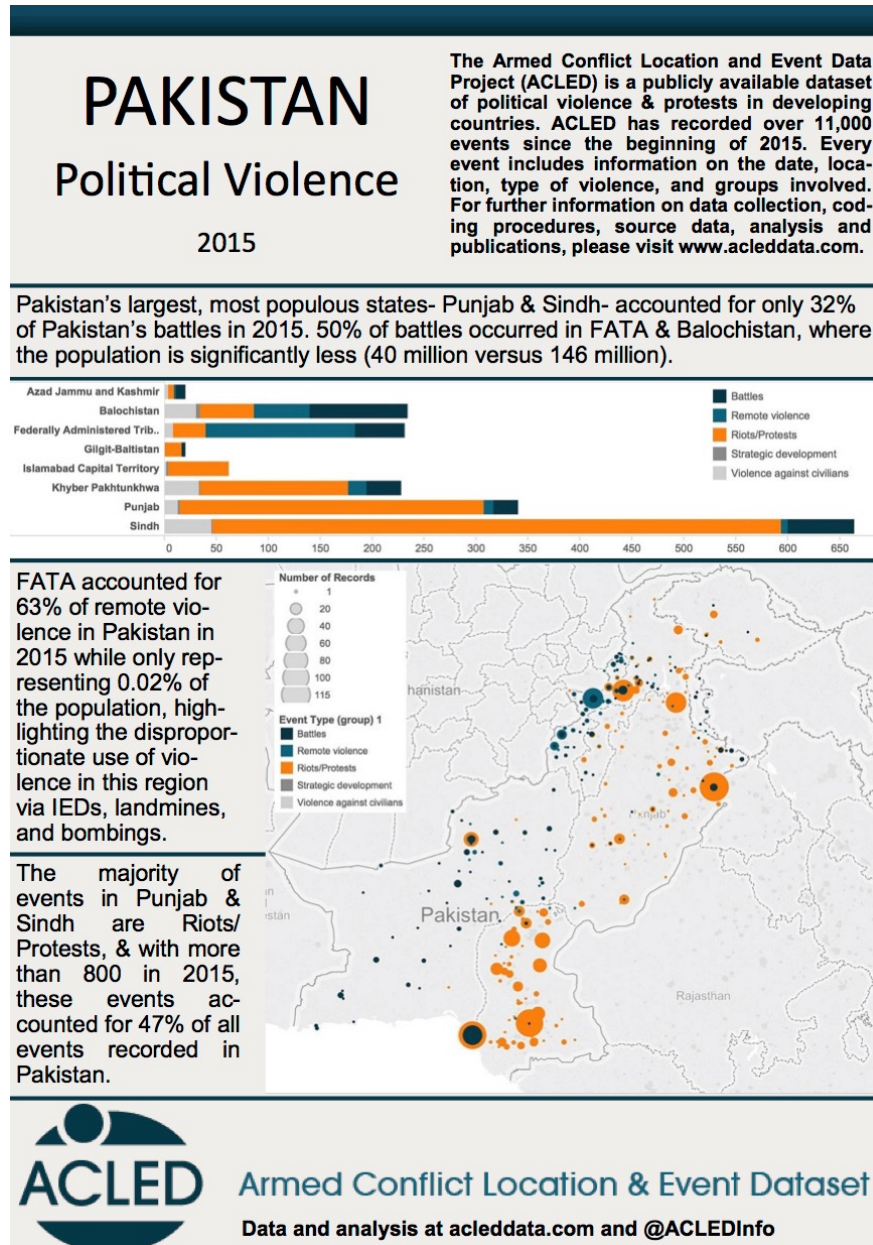 PAKISTAN
Political Violence
2015
The Armed Conflict Location and Event Data
Project (ACLED) is a publicly available dataset
of political violence & protests in developing
countries. ACLED has recorded over 11,000
events since the beginning of 2015. Every
event includes information on the date, loca-
tion, type of violence, and groups involved.
For further information on data collection, cod-
ing procedures, source data, analysis and
publications, please visit www.acleddata.com.
Pakistan's largest, most populous states- Punjab & Sindh- accounted for only 32%
of Pakistan's battles in 2015. 50% of battles occurred in FATA & Balochistan, where
the population is significantly less (40 million versus 146 million).
Azad Jammu and Kashmir
Balochistan
Federally Administered Trib..
Gilgit-Baltistan
Islamabad Capital Territory
Khyber Pakhtunkhwa
Punjab
Sindh
Battles
Remote violence
Riots/Protests
Strategic development
Violence against civilians
0 50 100 150 200 250 300 350 400 450 500 550 600 650
FATA accounted for
63% of remote vio-
lence in Pakistan in
2015 while only rep-
resenting 0.02% of
the population, high-
lighting the dispropor-
tionate use of vio-
lence in this region
via IEDs, landmines,
and bombings.
The majority of
events in Punjab &
Sindh are Riots/
Protests, & with more
than 800 in 2015,
these events ac-
counted for 47% of all
events recorded in
Pakistan.
Number of Records
1
20
40
60
80
100
115
Event Type (group) 1
Battles
Remote violence
Riots/Protests
Strategic development
Violence against civilians
hanistan
Pakistan
Rajasthan
ACLED
Armed Conflict Location & Event Dataset
Data and analysis at acleddata.com and @ACLEDInfo